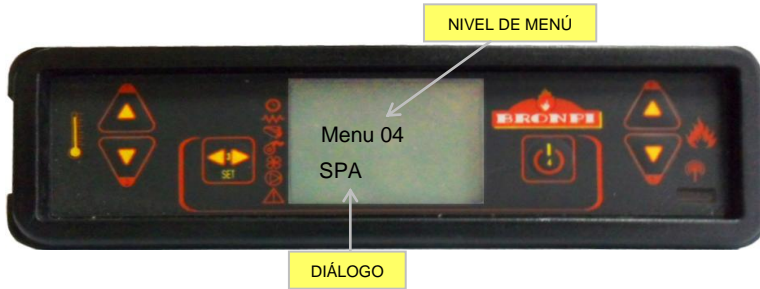 NIVEL DE MENÚ
Menu 04
SPA
BRONPI
SET
DIÁLOGO